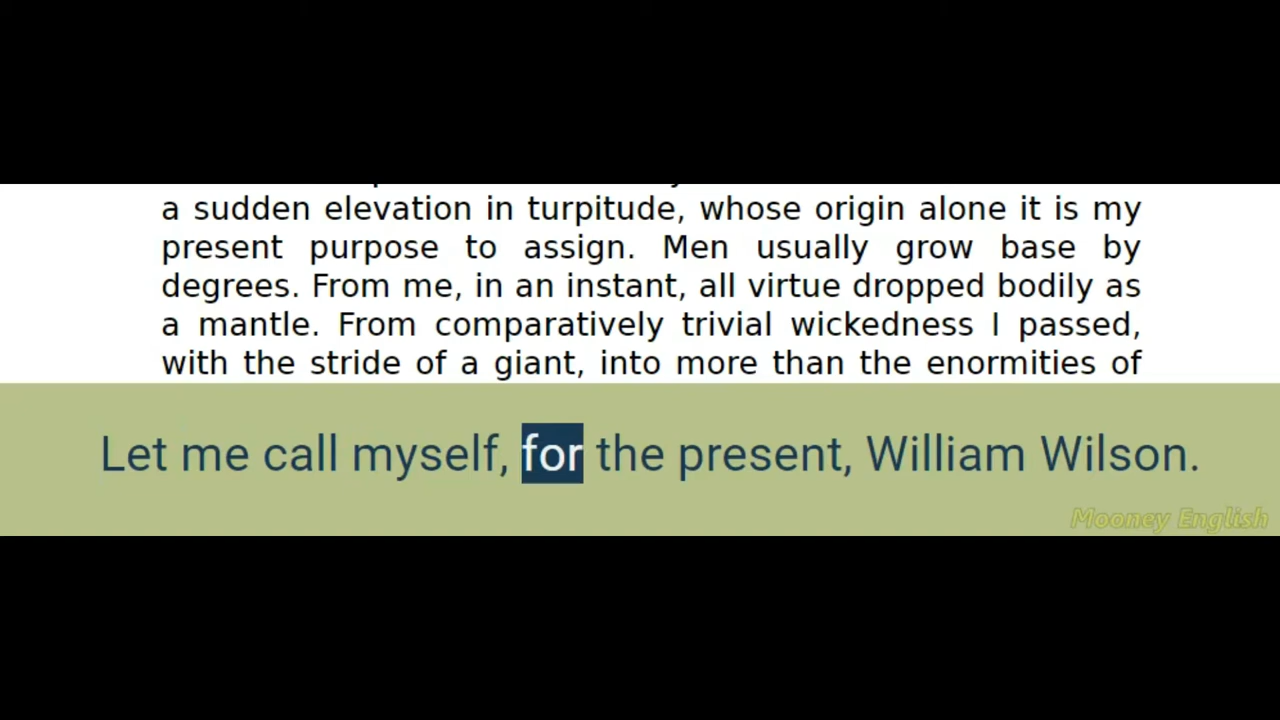 a sudden elevation in turpitude, whose origin alone it is my
present purpose to assign. Men usually grow base by
degrees. From me, in an instant, all virtue dropped bodily as
a mantle. From comparatively trivial wickedness I passed,
with the stride of a giant, into more than the enormities of
Let me call myself, for the present, William Wilson.
Mooney English